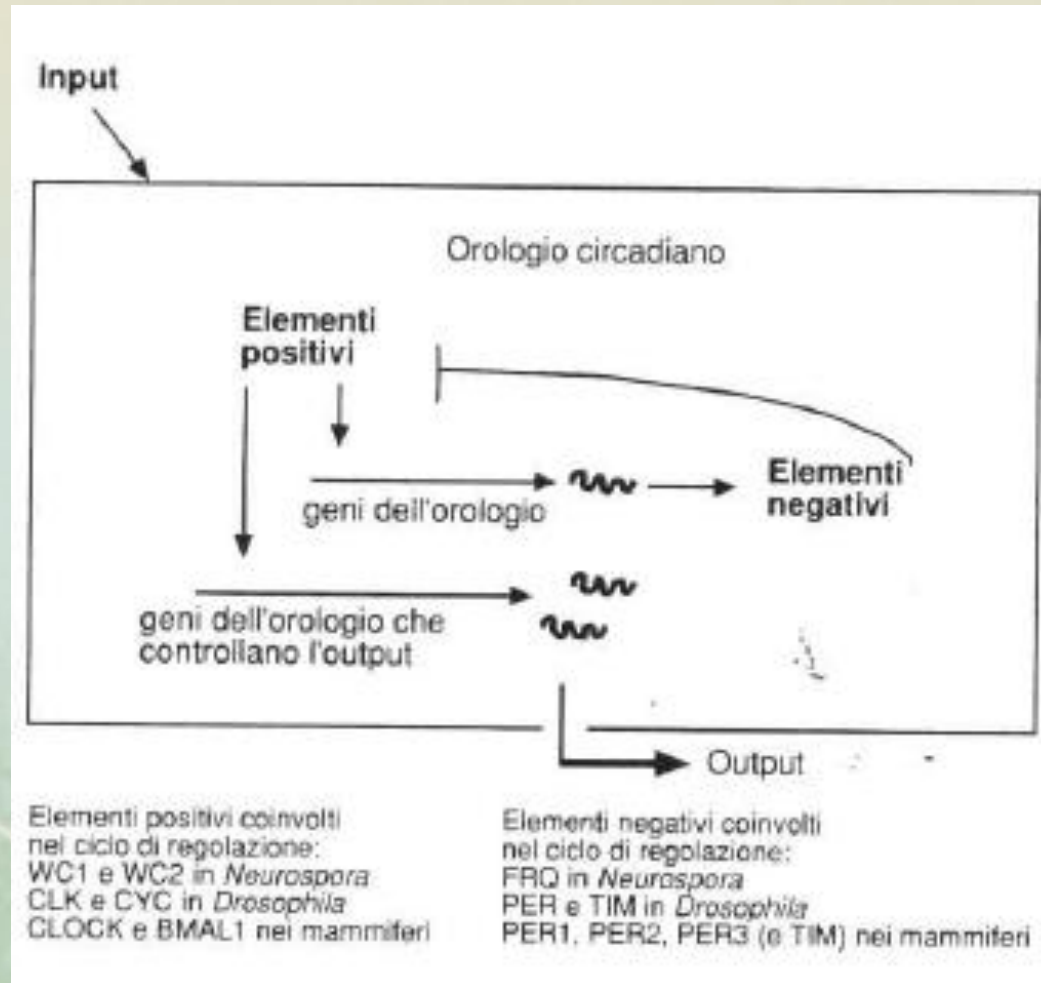 Input
Orologio circadiano
Elementi
positivi
geni dell'orologio
Elementi
negativi
geni dell'orologio che
controllano l'output
Output
Elementi positivi coinvolti
nel ciclo di regolazione:
WC1 e WC2 in Neurospora
CLK e CYC in Drosophila
CLOCK e BMAL1 nei mammiferi
Elementi negativi coinvolti
nel ciclo di regolazione:
FRQ in Neurospora
PER e TIM in Drosophila
PER1, PER2, PER3 (e TIM) nei mammiferi